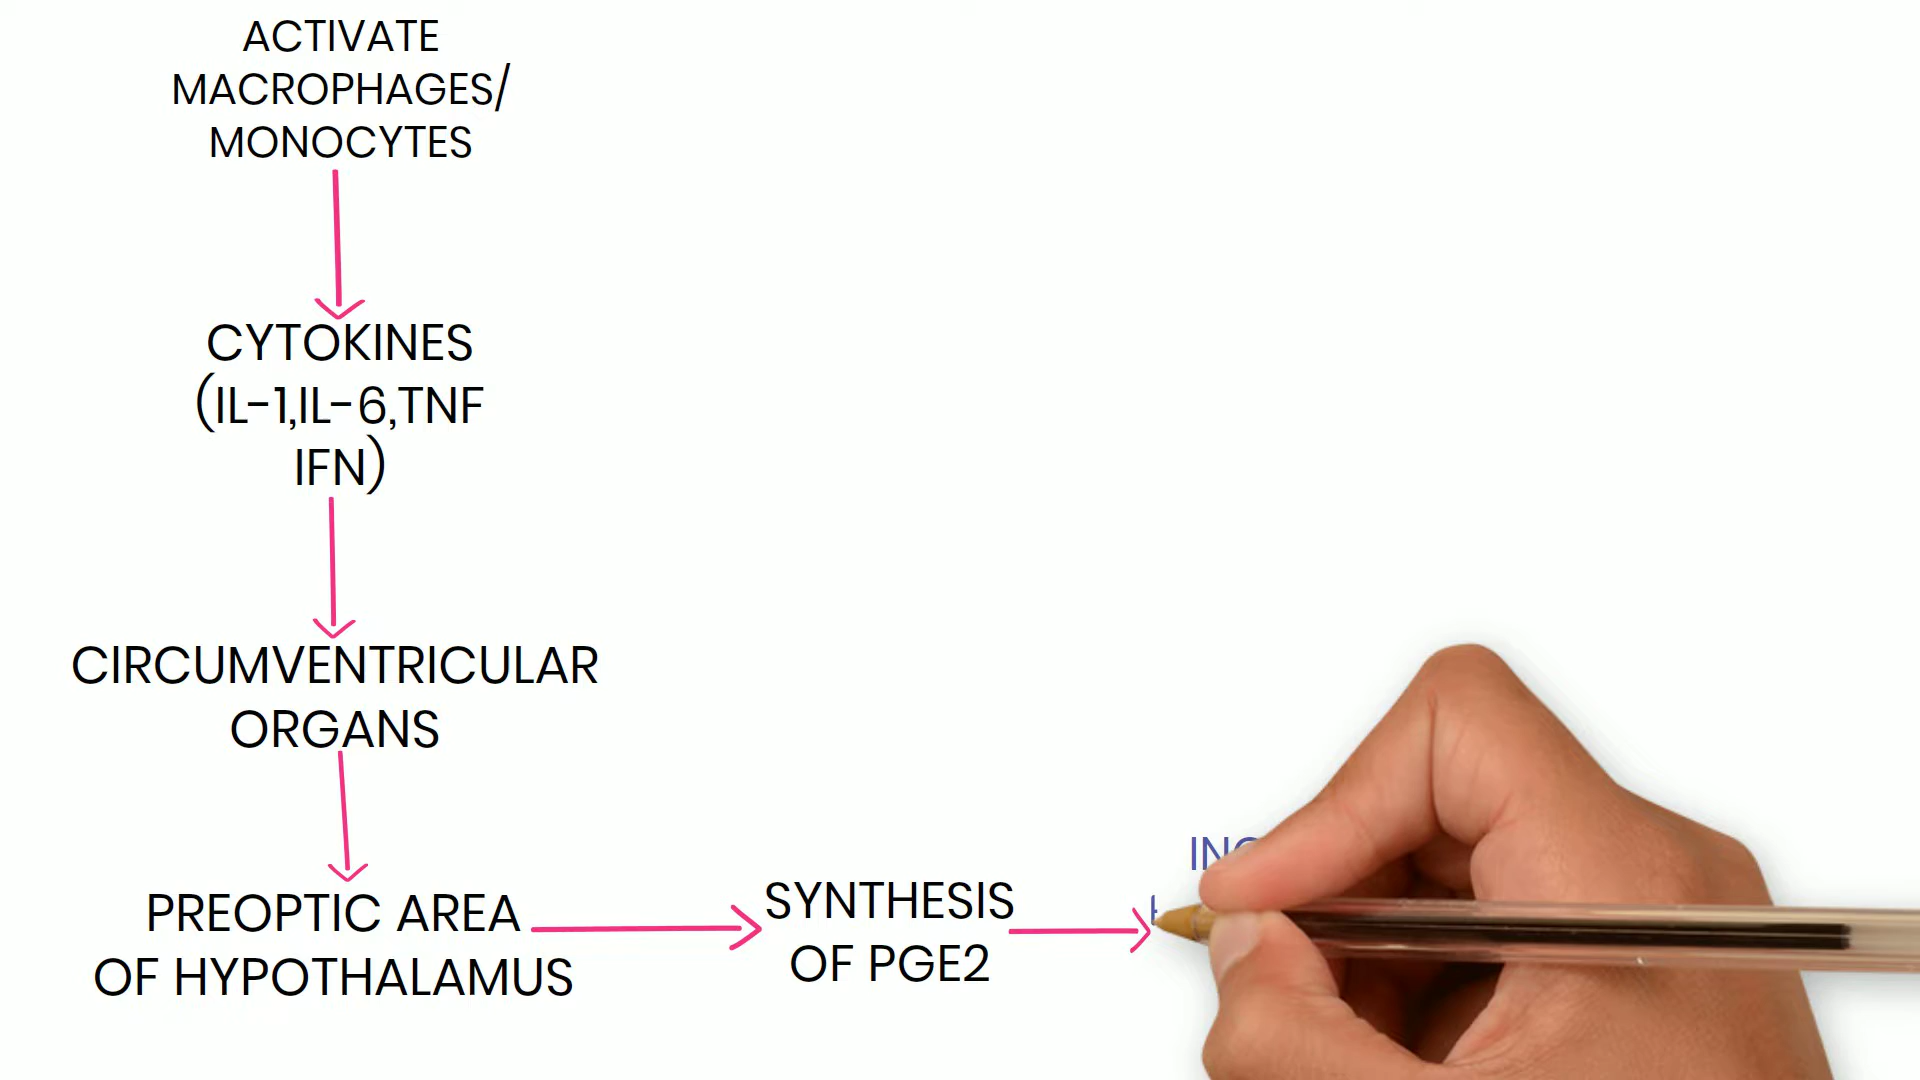 ACTIVATE
MACROPHAGES/
MONOCYTES
CYTOKINES
(IL-1,IL-6,TNF
IFN)
CIRCUMVENTRICULAR
ORGANS
PREOPTIC AREA
OF HYPOTHALAMUS
SYNTHESIS
OF PGE2